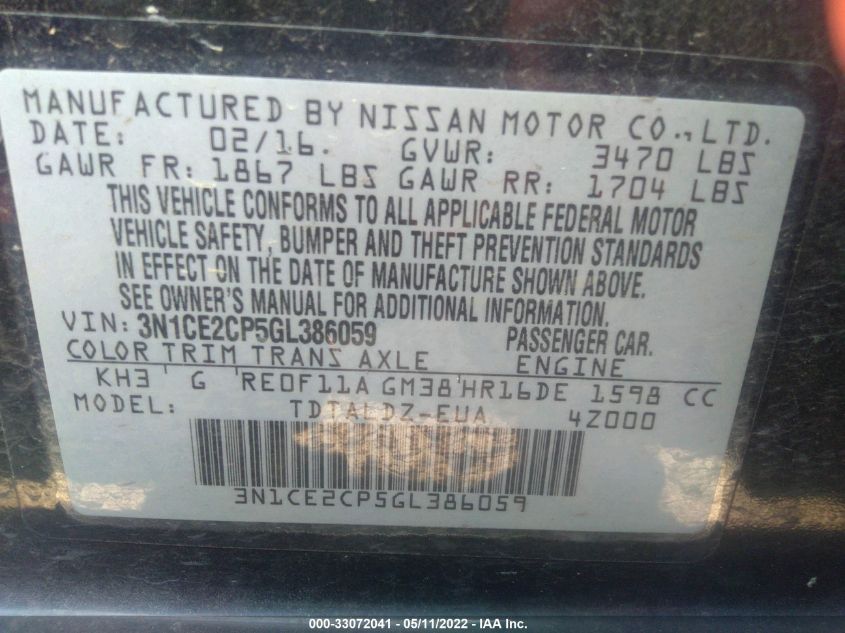 MANUFACTURED BY NISSAN MOTOR CO., LTD.
DATE: 02/16. GVWR: 3470 LBS
GAWR FR: 1867 LBS GAWR RR: 1704 LBS
THIS VEHICLE CONFORMS TO ALL APPLICABLE FEDERAL MOTOR
VEHICLE SAFETY, BUMPER AND THEFT PREVENTION STANDARDS
IN EFFECT ON THE DATE OF MANUFACTURE SHOWN ABOVE.
SEE OWNER'S MANUAL FOR ADDITIONAL INFORMATION.
VIN: 3N1CE2CP5GL386059 PASSENGER CAR.
COLOR TRIM TRANS AXLE ENGINE
KH3 G RE0F11A GM38 HR16DE 1598 CC
MODEL: 4Z000
3N1CE2CP5GL386059
000-33072041 - 05/11/2022 - IAA Inc.